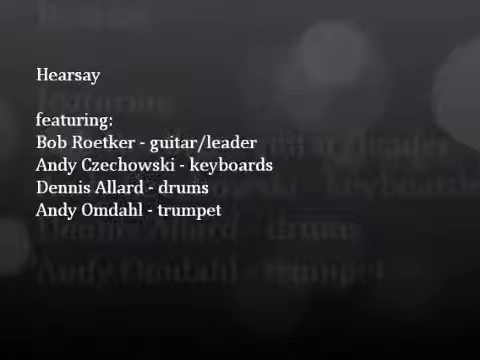 Hearsay
featuring:
Bob Roetker - guitar/leader
Andy Czechowski - keyboards
Dennis Allard - drums
Andy Omdahl - trumpet